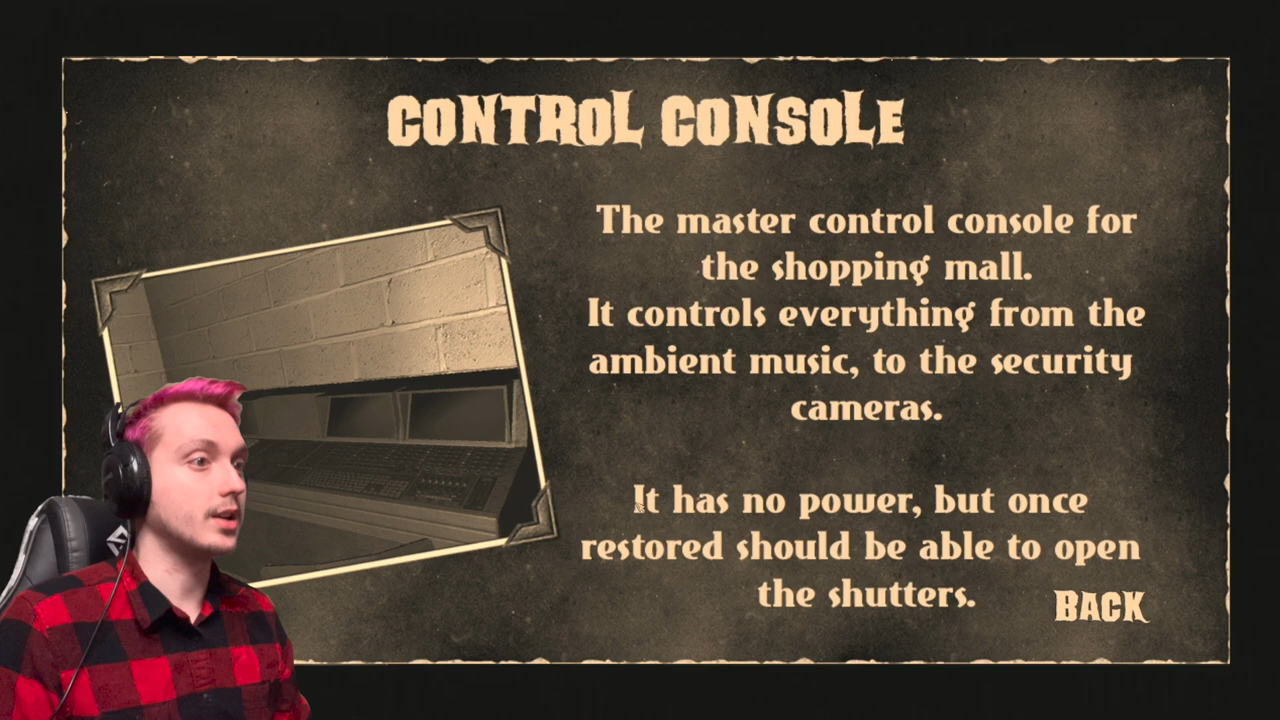 CONTROL CONSOLE
The master control console for
the shopping mall.
It controls everything from the
ambient music, to the security
cameras.
It has no power, but once
restored should be able to open
the shutters.
BACK